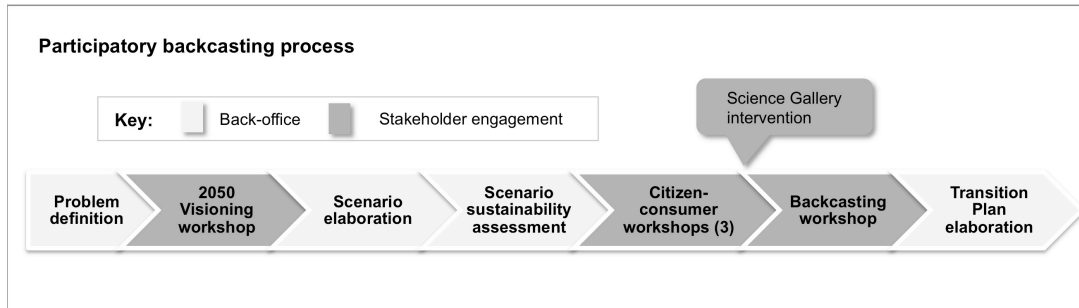 Participatory backcasting process
Key:
Back-office
Stakeholder engagement
Science Gallery
intervention
Problem
definition
2050
Visioning
workshop
Scenario
elaboration
Scenario
sustainability
assessment
Citizen-
consumer
workshops (3)
Backcasting
workshop
Transition
Plan
elaboration